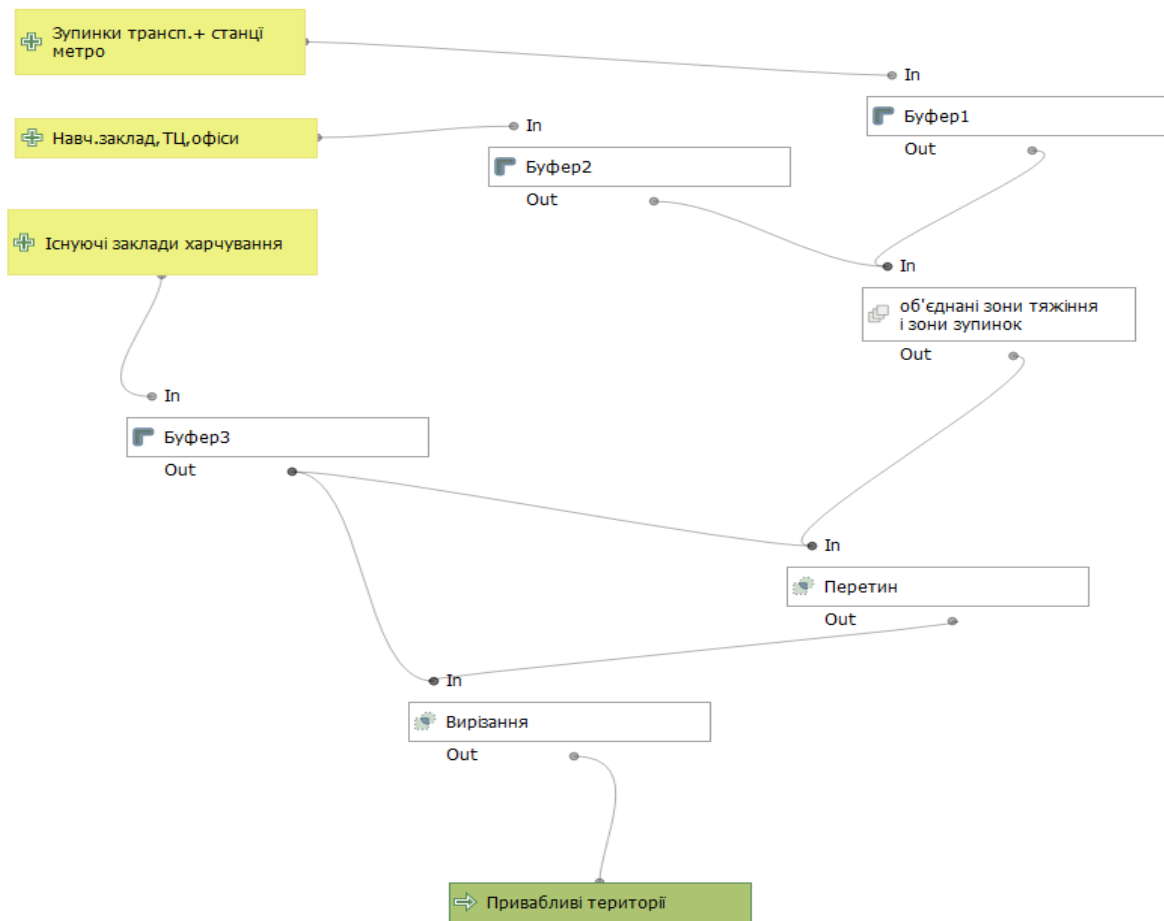 Зупинки трансп.+ станцї
метро
In
Буфер1
Out
Навч.заклад,ТЦ,офіси
In
Буфер2
Out
Існуючі заклади харчування
In
об'єднані зони тяжіння
і зони зупинок
Out
In
Буфер3
Out
In
Перетин
Out
In
Вирізання
Out
Привабливі території